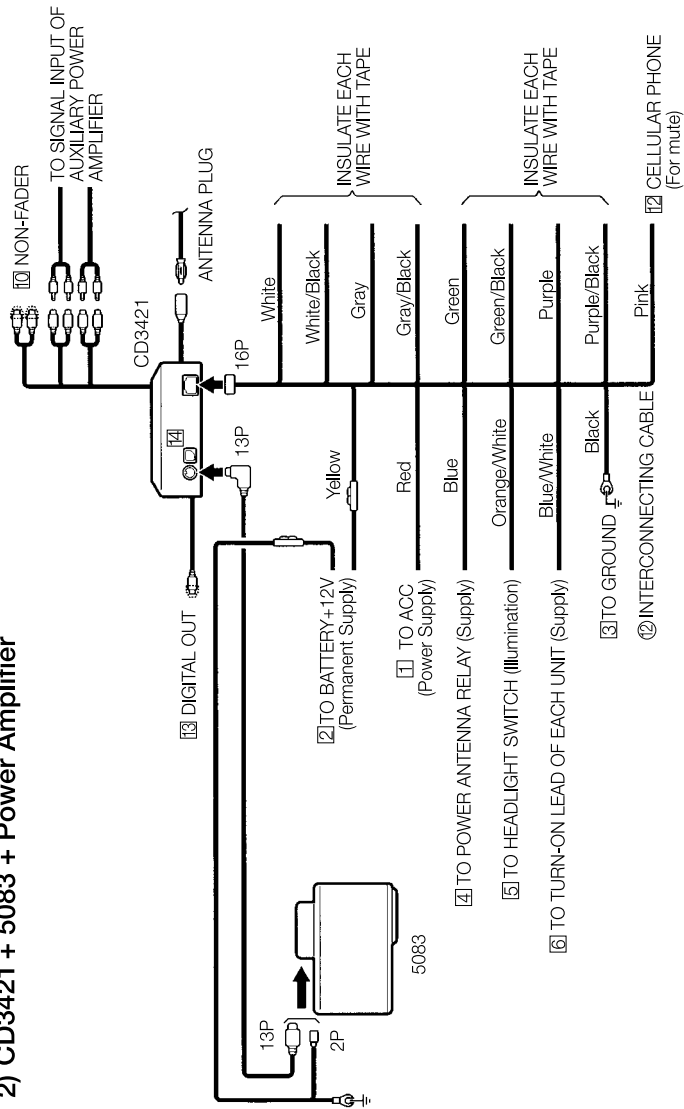 2) CD3421 + 5083 + Power Amplifier
10 NON-FADER
TO SIGNAL INPUT OF
AUXILIARY POWER
AMPLIFIER
CD3421
ANTENNA PLUG
14
13P
16P
13 DIGITAL OUT
2 TO BATTERY+12V
(Permanent Supply)
Yellow
White
White/Black
Gray
Gray/Black
INSULATE EACH
WIRE WITH TAPE
1 TO ACC
(Power Supply)
Red
4 TO POWER ANTENNA RELAY (Supply)
Blue
Green
5 TO HEADLIGHT SWITCH (Illumination)
Orange/White
Green/Black
6 TO TURN-ON LEAD OF EACH UNIT (Supply)
Blue/White
Purple
Purple/Black
INSULATE EACH
WIRE WITH TAPE
3 TO GROUND
Black
Pink
12 CELLULAR PHONE
(For mute)
⑫ INTERCONNECTING CABLE
13P
2P
5083